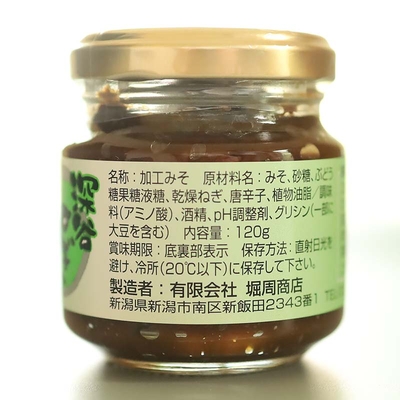 深谷
名称：加工みそ　原材料名：みそ、砂糖、ぶどう
糖果糖液糖、乾燥ねぎ、唐辛子、植物油脂／調味
料(アミノ酸)、酒精、pH調整剤、グリシン(一部に
大豆を含む)　内容量：120g
賞味期限：底裏部表示　保存方法：直射日光を
避け、冷所(20℃以下)に保存して下さい。
製造者：有限会社 堀周商店
新潟県新潟市南区新飯田2343番1